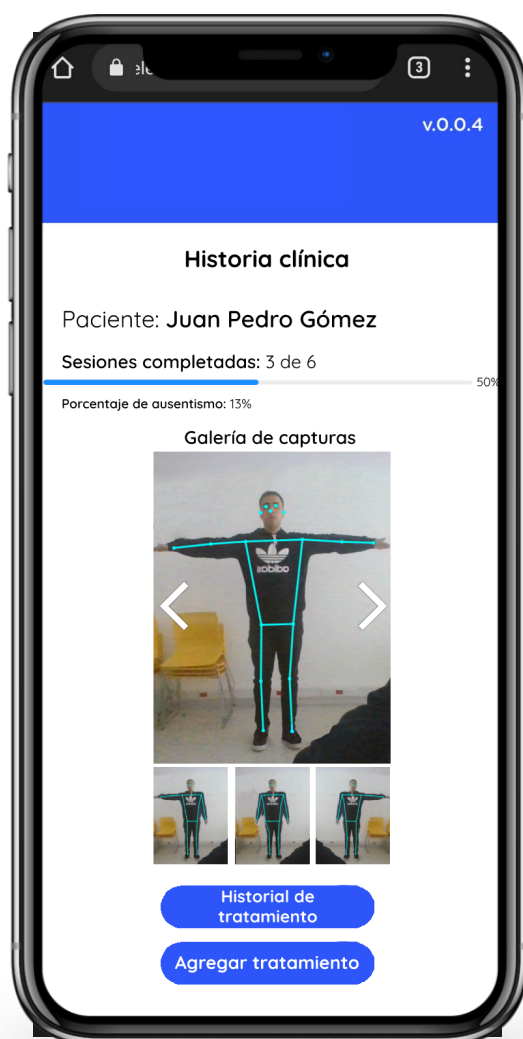 3
v.0.0.4
Historia clínica
Paciente: Juan Pedro Gómez
Sesiones completadas: 3 de 6
50%
Porcentaje de ausentismo: 13%
Galería de capturas
adidas
Historial de
tratamiento
Agregar tratamiento